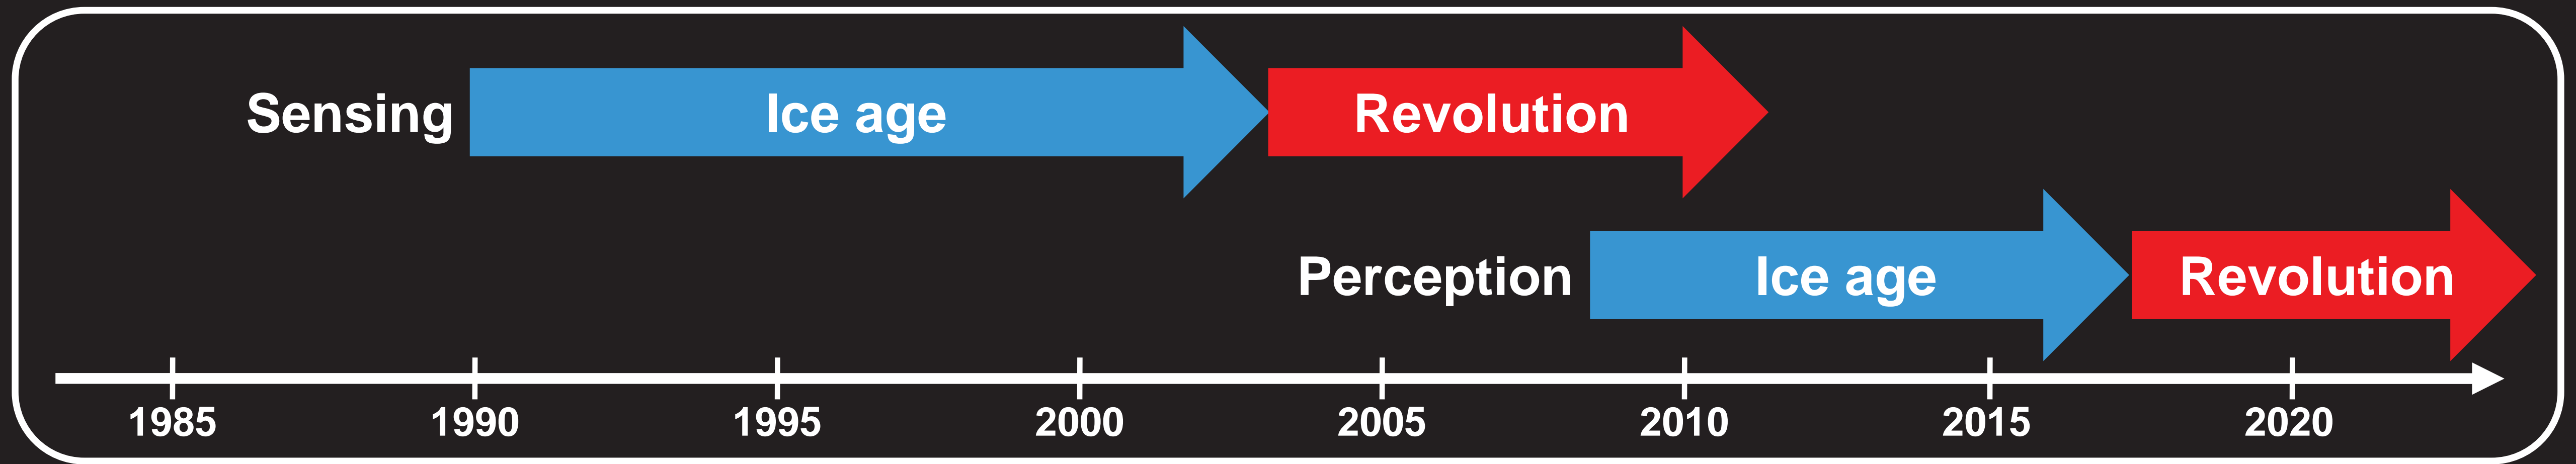 Sensing Ice age Revolution
Perception Ice age Revolution
1985 1990 1995 2000 2005 2010 2015 2020